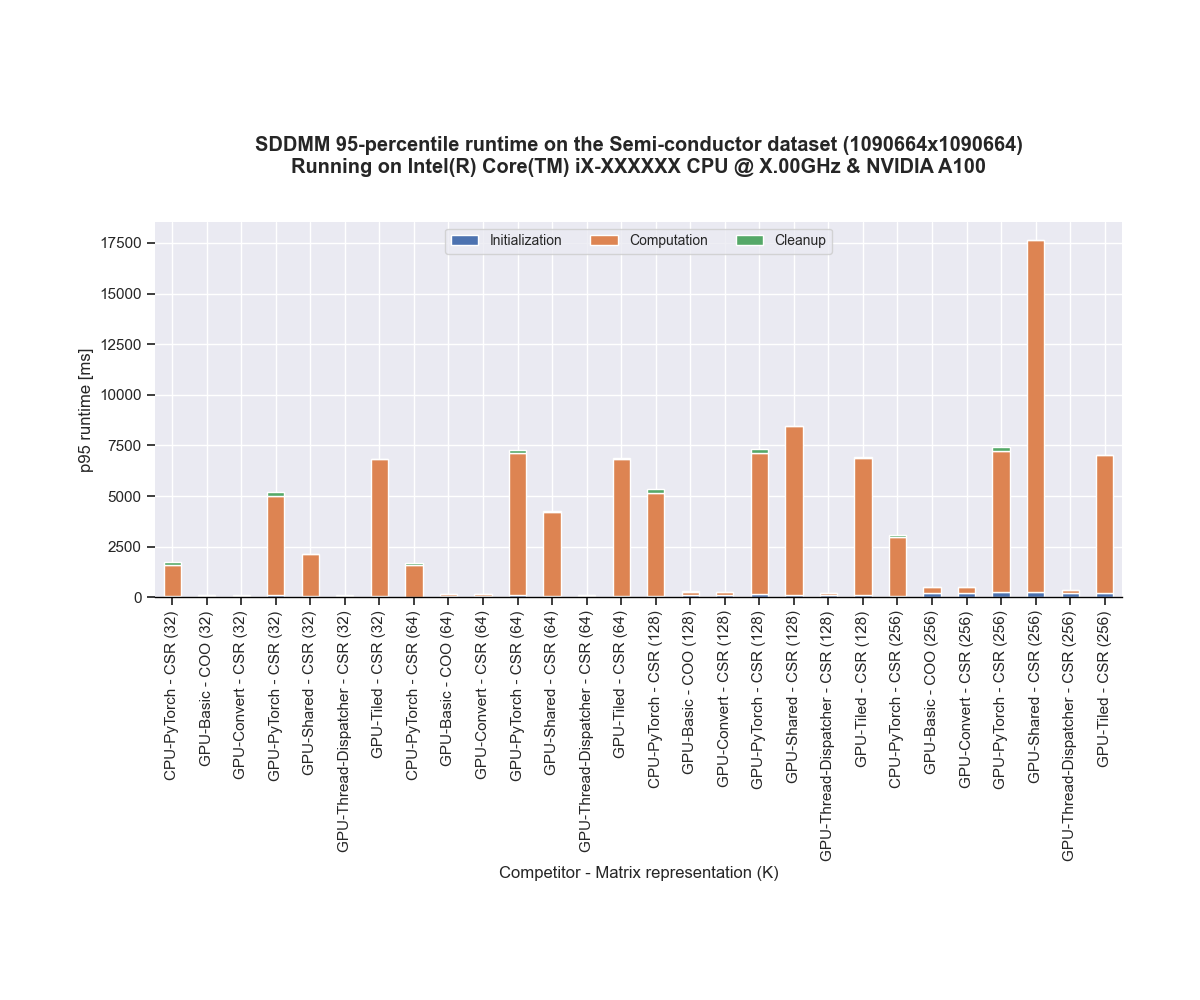 SDDMM 95-percentile runtime on the Semi-conductor dataset (1090664x1090664)
Running on Intel(R) Core(TM) iX-XXXXXX CPU @ X.00GHz & NVIDIA A100
Initialization
Computation
Cleanup
p95 runtime [ms]
17500
15000
12500
10000
7500
5000
2500
0
CPU-PyTorch - CSR (32)
GPU-Basic - COO (32)
GPU-Convert - CSR (32)
GPU-PyTorch - CSR (32)
GPU-Shared - CSR (32)
GPU-Thread-Dispatcher - CSR (32)
GPU-Tiled - CSR (32)
CPU-PyTorch - CSR (64)
GPU-Basic - COO (64)
GPU-Convert - CSR (64)
GPU-PyTorch - CSR (64)
GPU-Shared - CSR (64)
GPU-Thread-Dispatcher - CSR (64)
GPU-Tiled - CSR (64)
CPU-PyTorch - CSR (128)
GPU-Basic - COO (128)
GPU-Convert - CSR (128)
GPU-PyTorch - CSR (128)
GPU-Shared - CSR (128)
GPU-Thread-Dispatcher - CSR (128)
GPU-Tiled - CSR (128)
CPU-PyTorch - CSR (256)
GPU-Basic - COO (256)
GPU-Convert - CSR (256)
GPU-PyTorch - CSR (256)
GPU-Shared - CSR (256)
GPU-Thread-Dispatcher - CSR (256)
GPU-Tiled - CSR (256)
Competitor - Matrix representation (K)